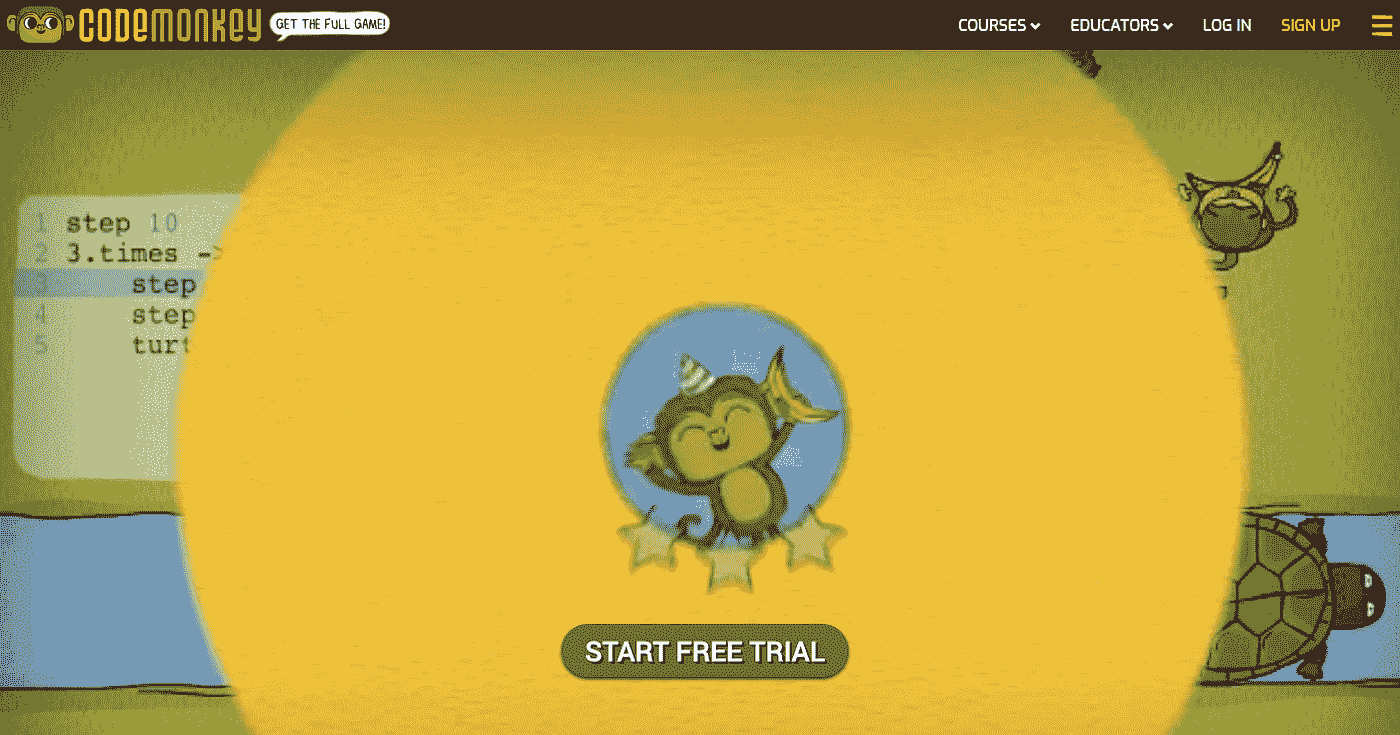 CODEMONKEY
GET THE FULL GAME!
COURSES
EDUCATORS
LOG IN
SIGN UP
1 step 10
2 3.times ->
3 step
4 step
5 turt
START FREE TRIAL